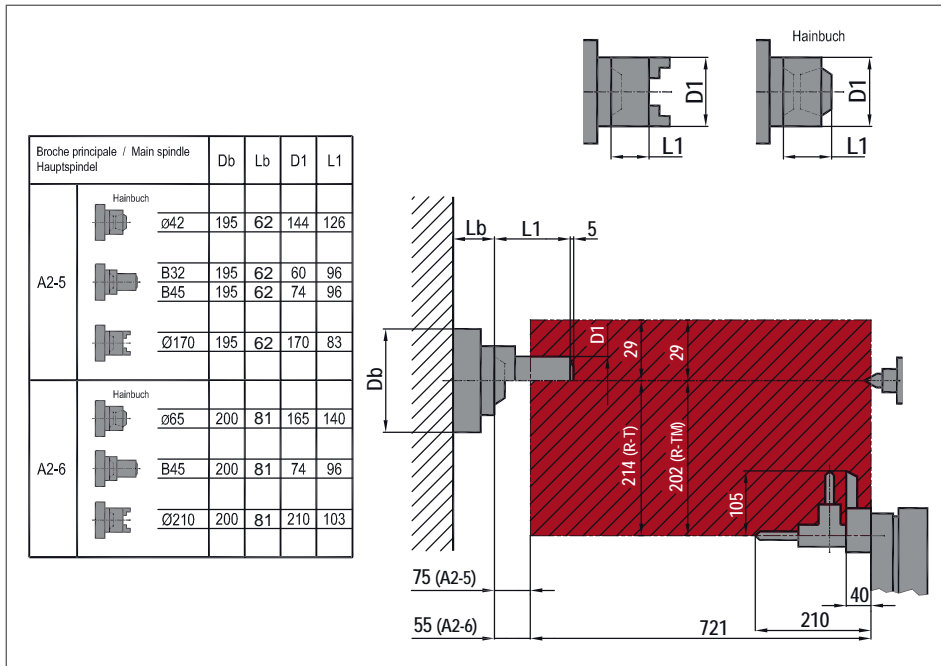 Hainbuch
D1
D1
L1
L1
Broche principale / Main spindle
Hauptspindel
Db Lb D1 L1
Hainbuch
A2-5
Ø42 195 62 144 126
B32 195 62 60 96
B45 195 62 74 96
Ø170 195 62 170 83
Hainbuch
A2-6
Ø65 200 81 165 140
B45 200 81 74 96
Ø210 200 81 210 103
Lb L1 5
D1
29
29
Db
214 (R-T)
202 (R-TM)
105
75 (A2-5)
40
55 (A2-6)
721
210